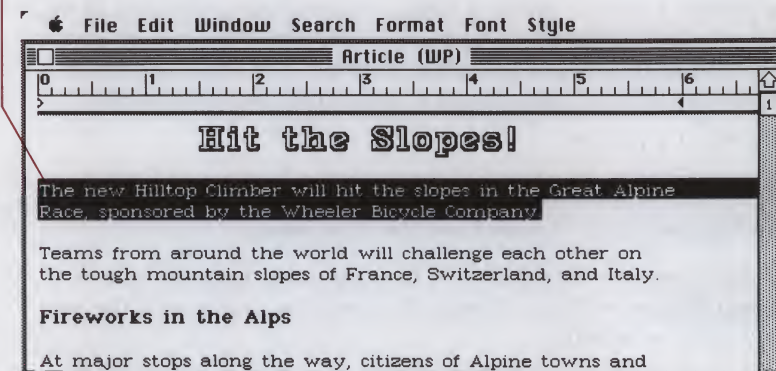 File Edit Window Search Format Font Style
Article (WP)
0 1 2 3 4 5 6
1
Hit the Slopes!
The new Hilltop Climber will hit the slopes in the Great Alpine
Race, sponsored by the Wheeler Bicycle Company
Teams from around the world will challenge each other on
the tough mountain slopes of France, Switzerland, and Italy.
Fireworks in the Alps
At major stops along the way, citizens of Alpine towns and